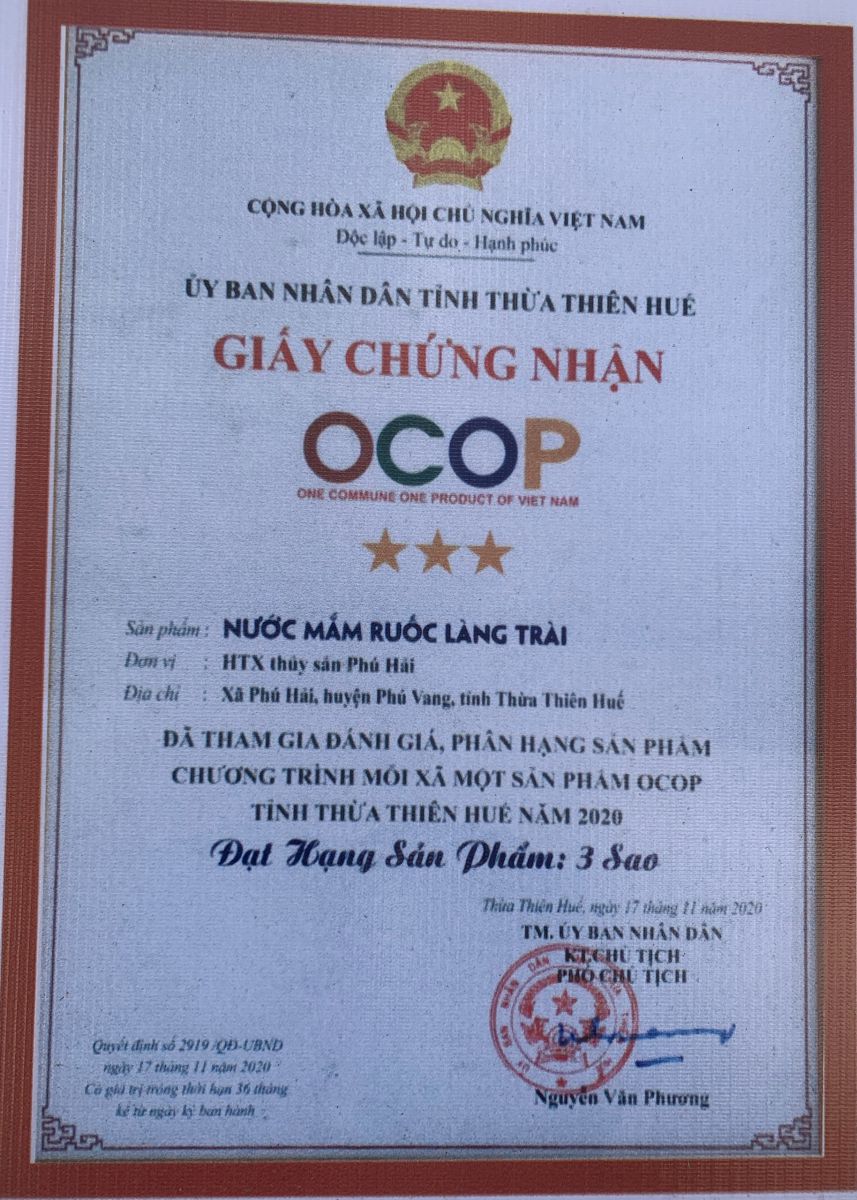 CỘNG HÒA XÃ HỘI CHỦ NGHĨA VIỆT NAM
Độc lập - Tự do - Hạnh phúc
ỦY BAN NHÂN DÂN TỈNH THỪA THIÊN HUẾ
GIẤY CHỨNG NHẬN
OCOP
ONE COMMUNE ONE PRODUCT OF VIET NAM
Sản phẩm : NƯỚC MẮM RUỐC LÀNG TRÀI
Đơn vị : HTX thủy sản Phú Hải
Địa chỉ : Xã Phú Hải, huyện Phú Vang, tỉnh Thừa Thiên Huế
ĐÃ THAM GIA ĐÁNH GIÁ, PHÂN HẠNG SẢN PHẨM
CHƯƠNG TRÌNH MỖI XÃ MỘT SẢN PHẨM OCOP
TỈNH THỪA THIÊN HUẾ NĂM 2020
Đạt Hạng Sản Phẩm: 3 Sao
Thừa Thiên Huế, ngày 17 tháng 11 năm 2020
TM. ỦY BAN NHÂN DÂN
KT.CHỦ TỊCH
PHÓ CHỦ TỊCH
Nguyễn Văn Phương
Quyết định số 2919 /QĐ-UBND
ngày 17 tháng 11 năm 2020
Có giá trị trong thời hạn 36 tháng
kể từ ngày ký ban hành